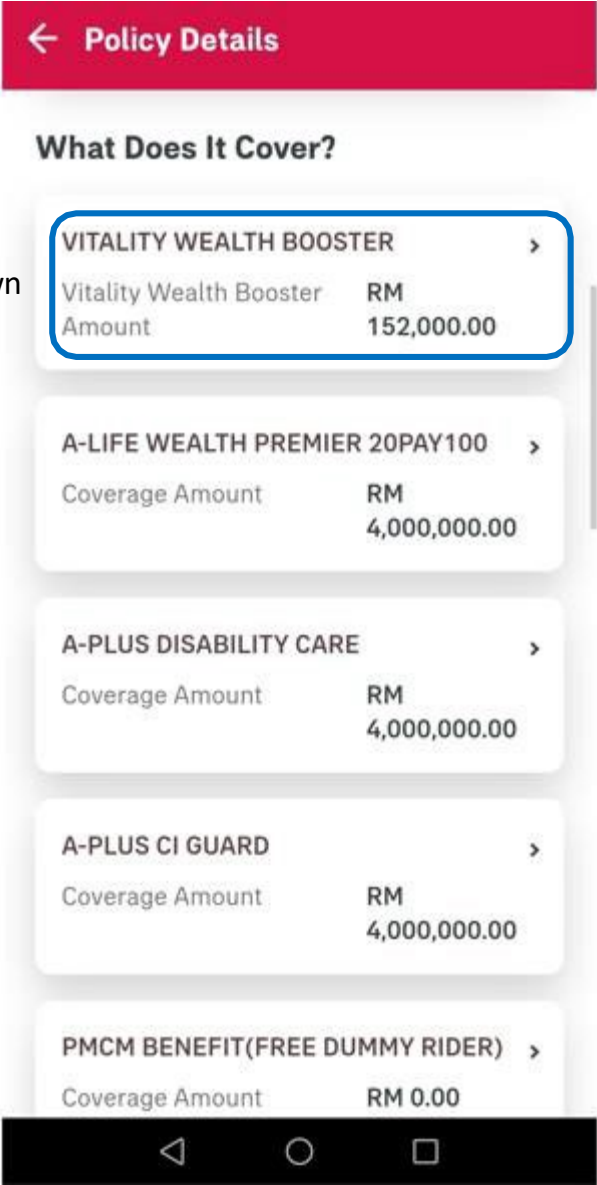 Policy Details
What Does It Cover?
VITALITY WEALTH BOOSTER
Vitality Wealth Booster RM
Amount 152,000.00
A-LIFE WEALTH PREMIER 20PAY100
Coverage Amount RM
4,000,000.00
A-PLUS DISABILITY CARE
Coverage Amount RM
4,000,000.00
A-PLUS CI GUARD
Coverage Amount RM
4,000,000.00
PMCM BENEFIT(FREE DUMMY RIDER)
Coverage Amount RM 0.00